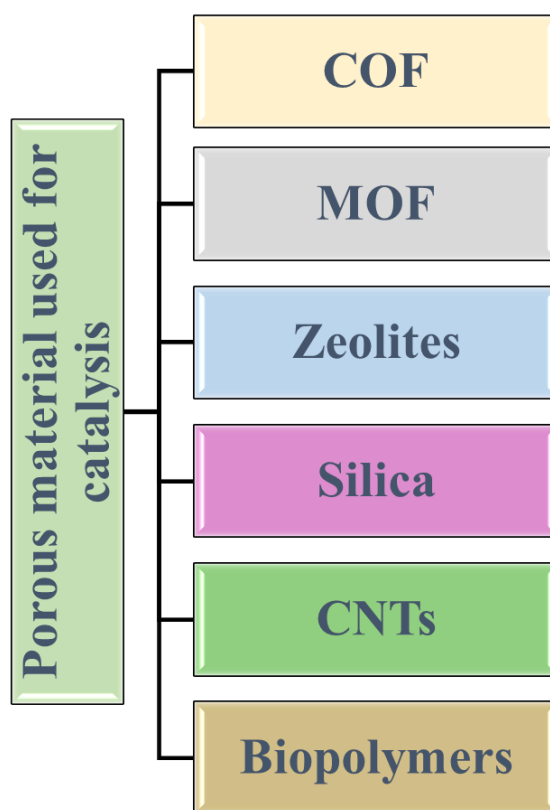 Porous material used for
catalysis
COF
MOF
Zeolites
Silica
CNTs
Biopolymers